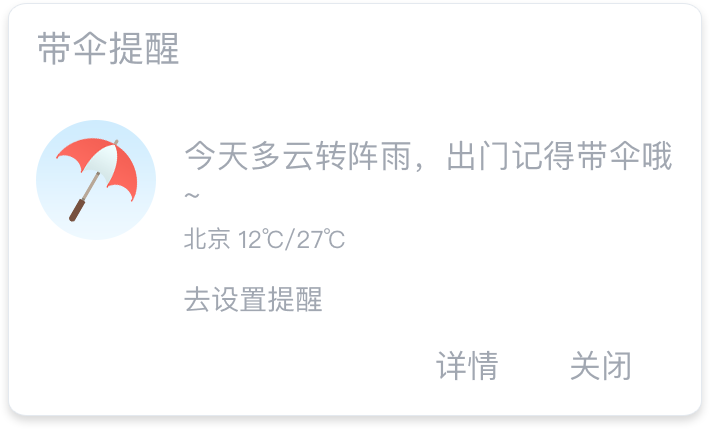 带伞提醒
今天多云转阵雨，出门记得带伞哦
~
北京 12℃/27℃
去设置提醒
详情
关闭